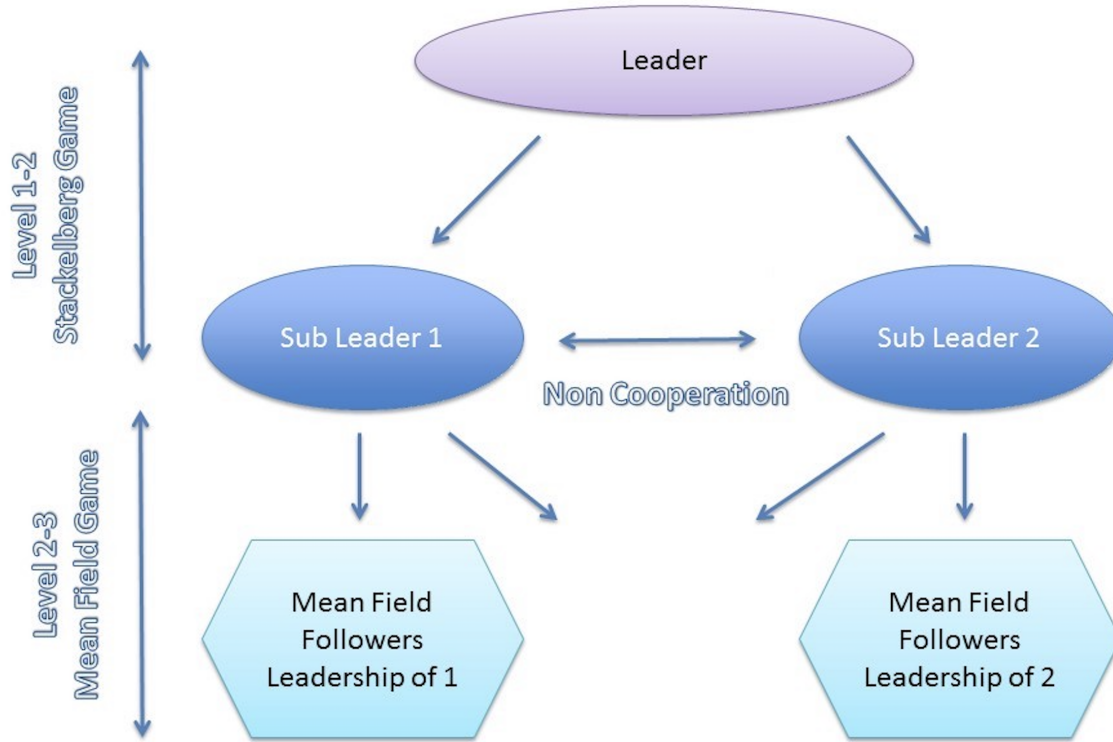 Leader
Level 1-2
Stackelberg Game
Sub Leader 1
Sub Leader 2
Non Cooperation
Level 2-3
Mean Field Game
Mean Field
Followers
Leadership of 1
Mean Field
Followers
Leadership of 2